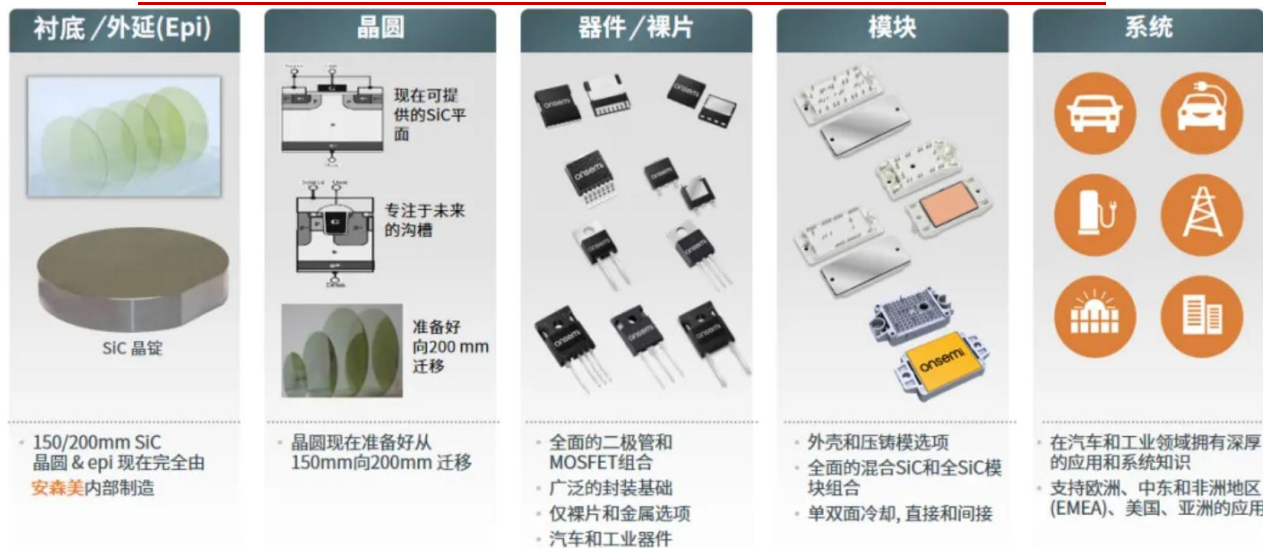 衬底 /外延(Epi)
SiC 晶锭
150/200mm SiC
晶圆 & epi 现在完全由
安森美内部制造
晶圆
现在可提
供的SiC平
面
专注于未来
的沟槽
准备好
向200 mm
迁移
晶圆现在准备好从
150mm向200mm 迁移
器件/裸片
onsemi
onsemi
onsemi
onsemi
onsemi
onsemi
onsemi
onsemi
onsemi
全面的二极管和
MOSFET组合
广泛的封装基础
仅裸片和金属选项
汽车和工业器件
模块
onsemi
外壳和压铸模选项
全面的混合SiC和全SiC模
块组合
单双面冷却, 直接和间接
系统
在汽车和工业领域拥有深厚
的应用和系统知识
支持欧洲、中东和非洲地区
(EMEA)、美国、亚洲的应用